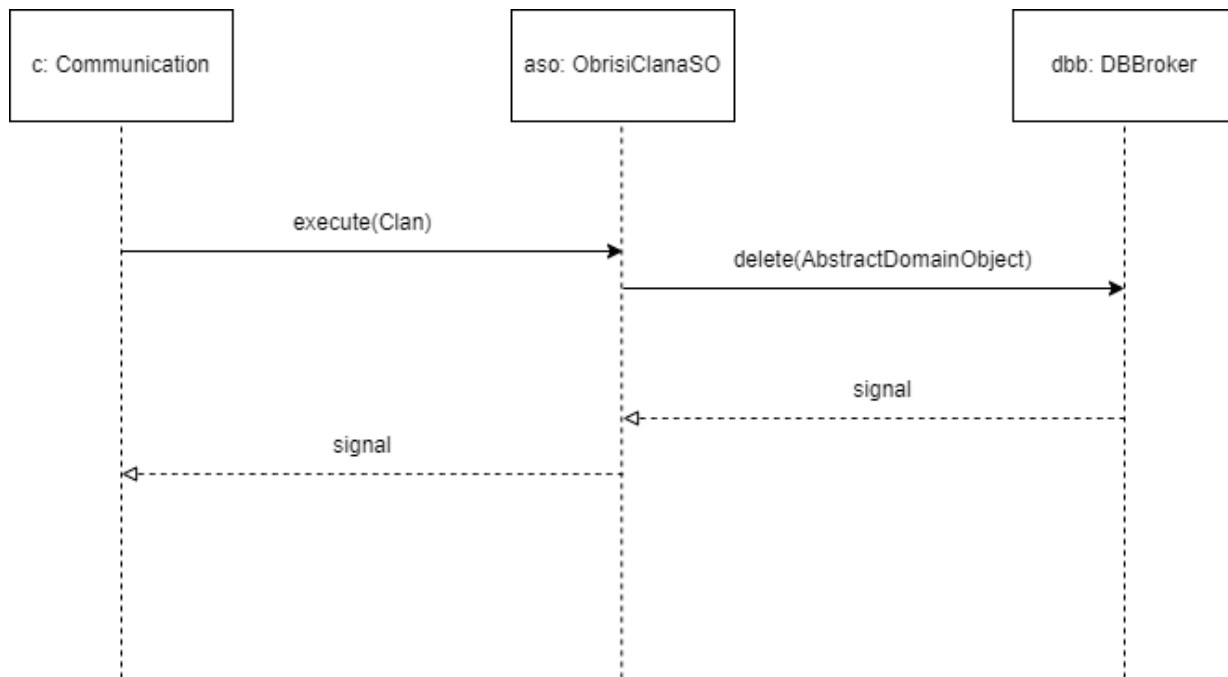 c: Communication
aso: ObrisiClanaSO
dbb: DBBroker
execute(Clan)
delete(AbstractDomainObject)
signal
signal